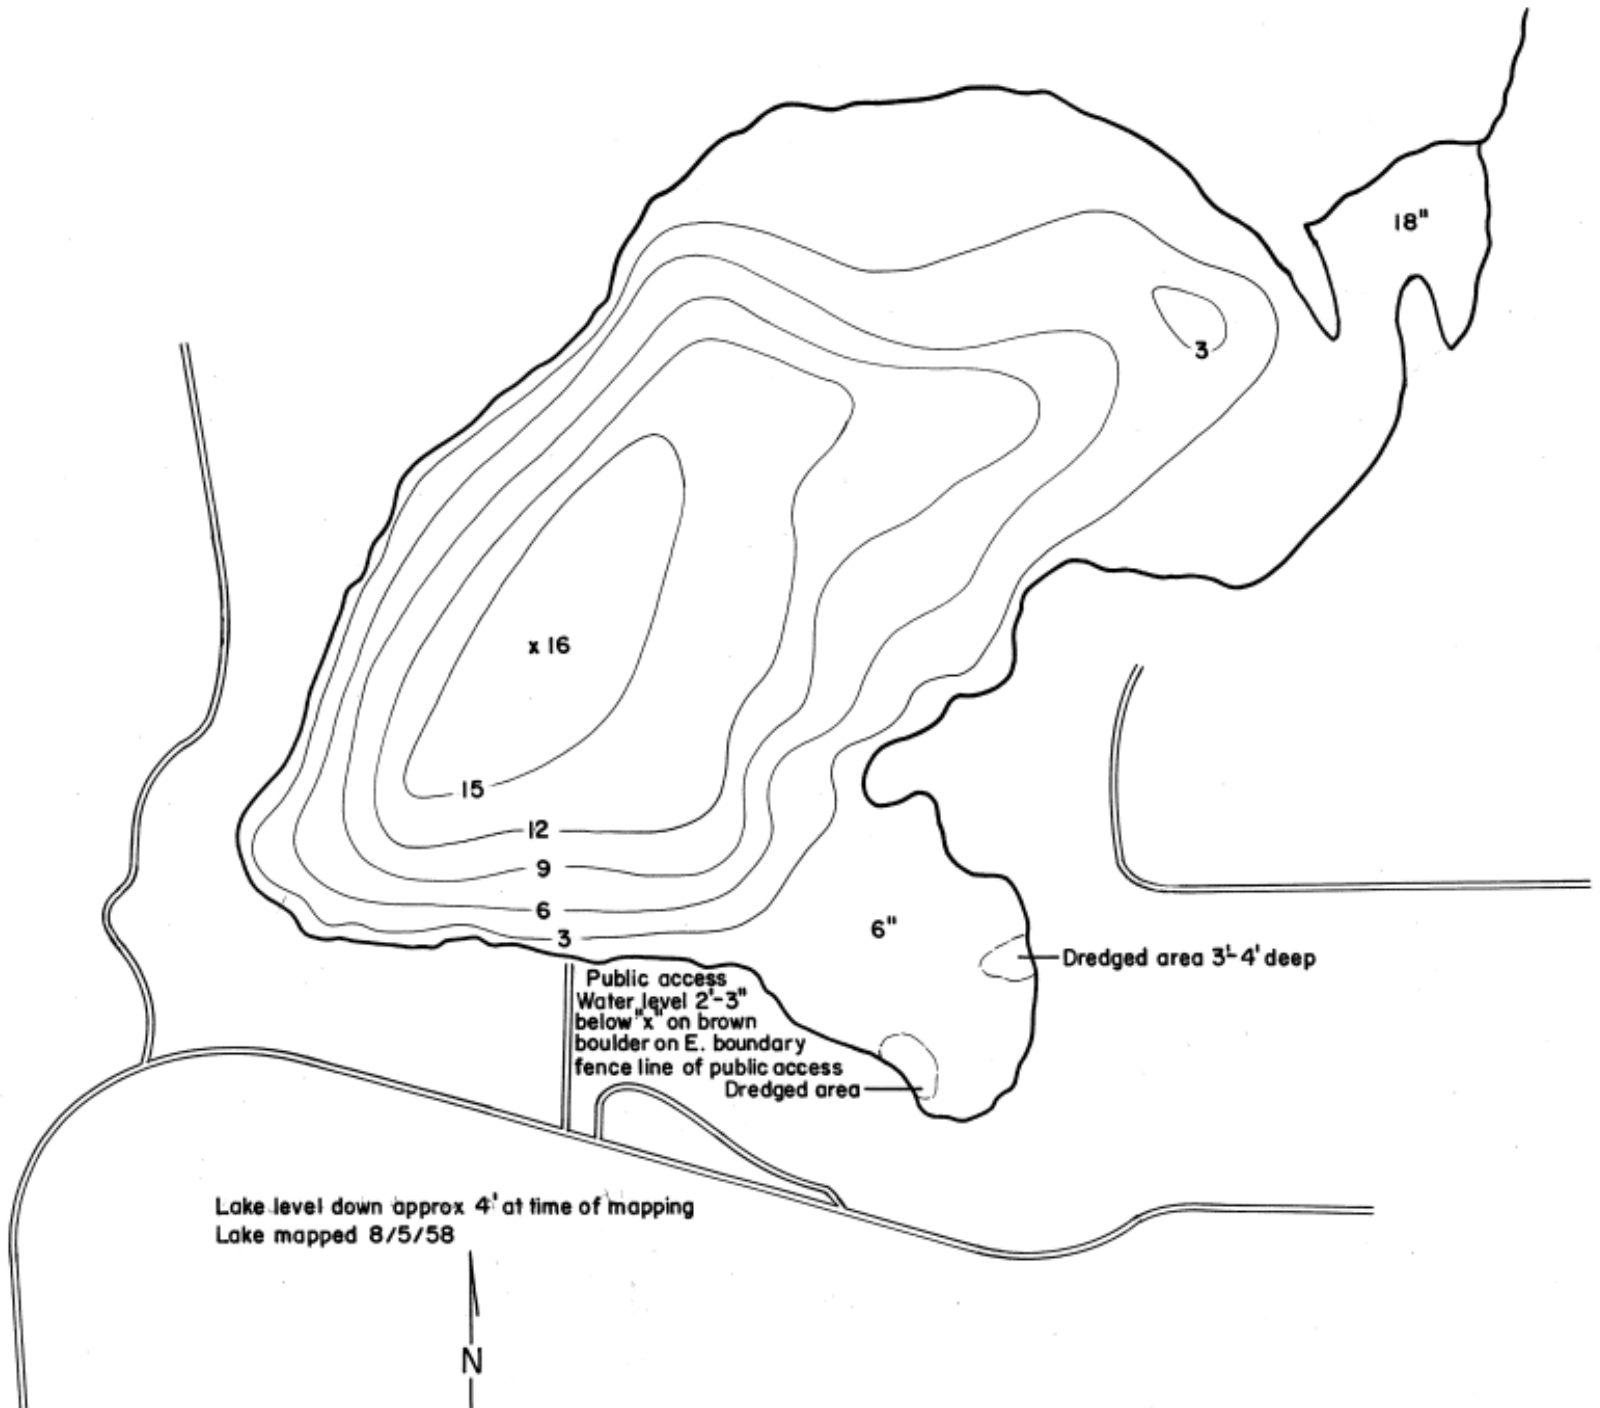 18"
3
x 16
15
12
9
6
3
6"
Dredged area 3'-4' deep
Public access
Water level 2'-3"
below "x" on brown
boulder on E. boundary
fence line of public access
Dredged area
Lake level down approx 4' at time of mapping
Lake mapped 8/5/58
N